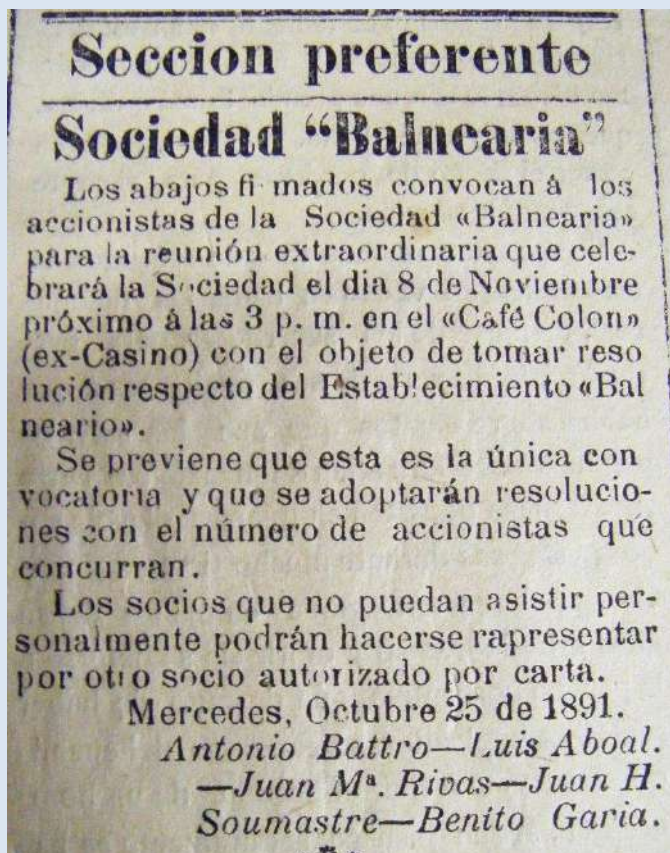 Seccion preferente
Sociedad “Balnearia”
Los abajos fi mados convocan á los
accionistas de la Sociedad «Balnearia»
para la reunión extraordinaria que cele-
brará la Sociedad el dia 8 de Noviembre
próximo á las 3 p. m. en el «Café Colon»
(ex-Casino) con el objeto de tomar reso
lución respecto del Establecimiento «Bal
neario».
Se previene que esta es la única con
vocatoria y que se adoptarán resolucio-
nes con el número de accionistas que
concurran.
Los socios que no puedan asistir per-
sonalmente podrán hacerse rapresentar
por otro socio autorizado por carta.
Mercedes, Octubre 25 de 1891.
Antonio Battro—Luis Aboal.
—Juan Mª. Rivas—Juan H.
Soumastre—Benito Garia.